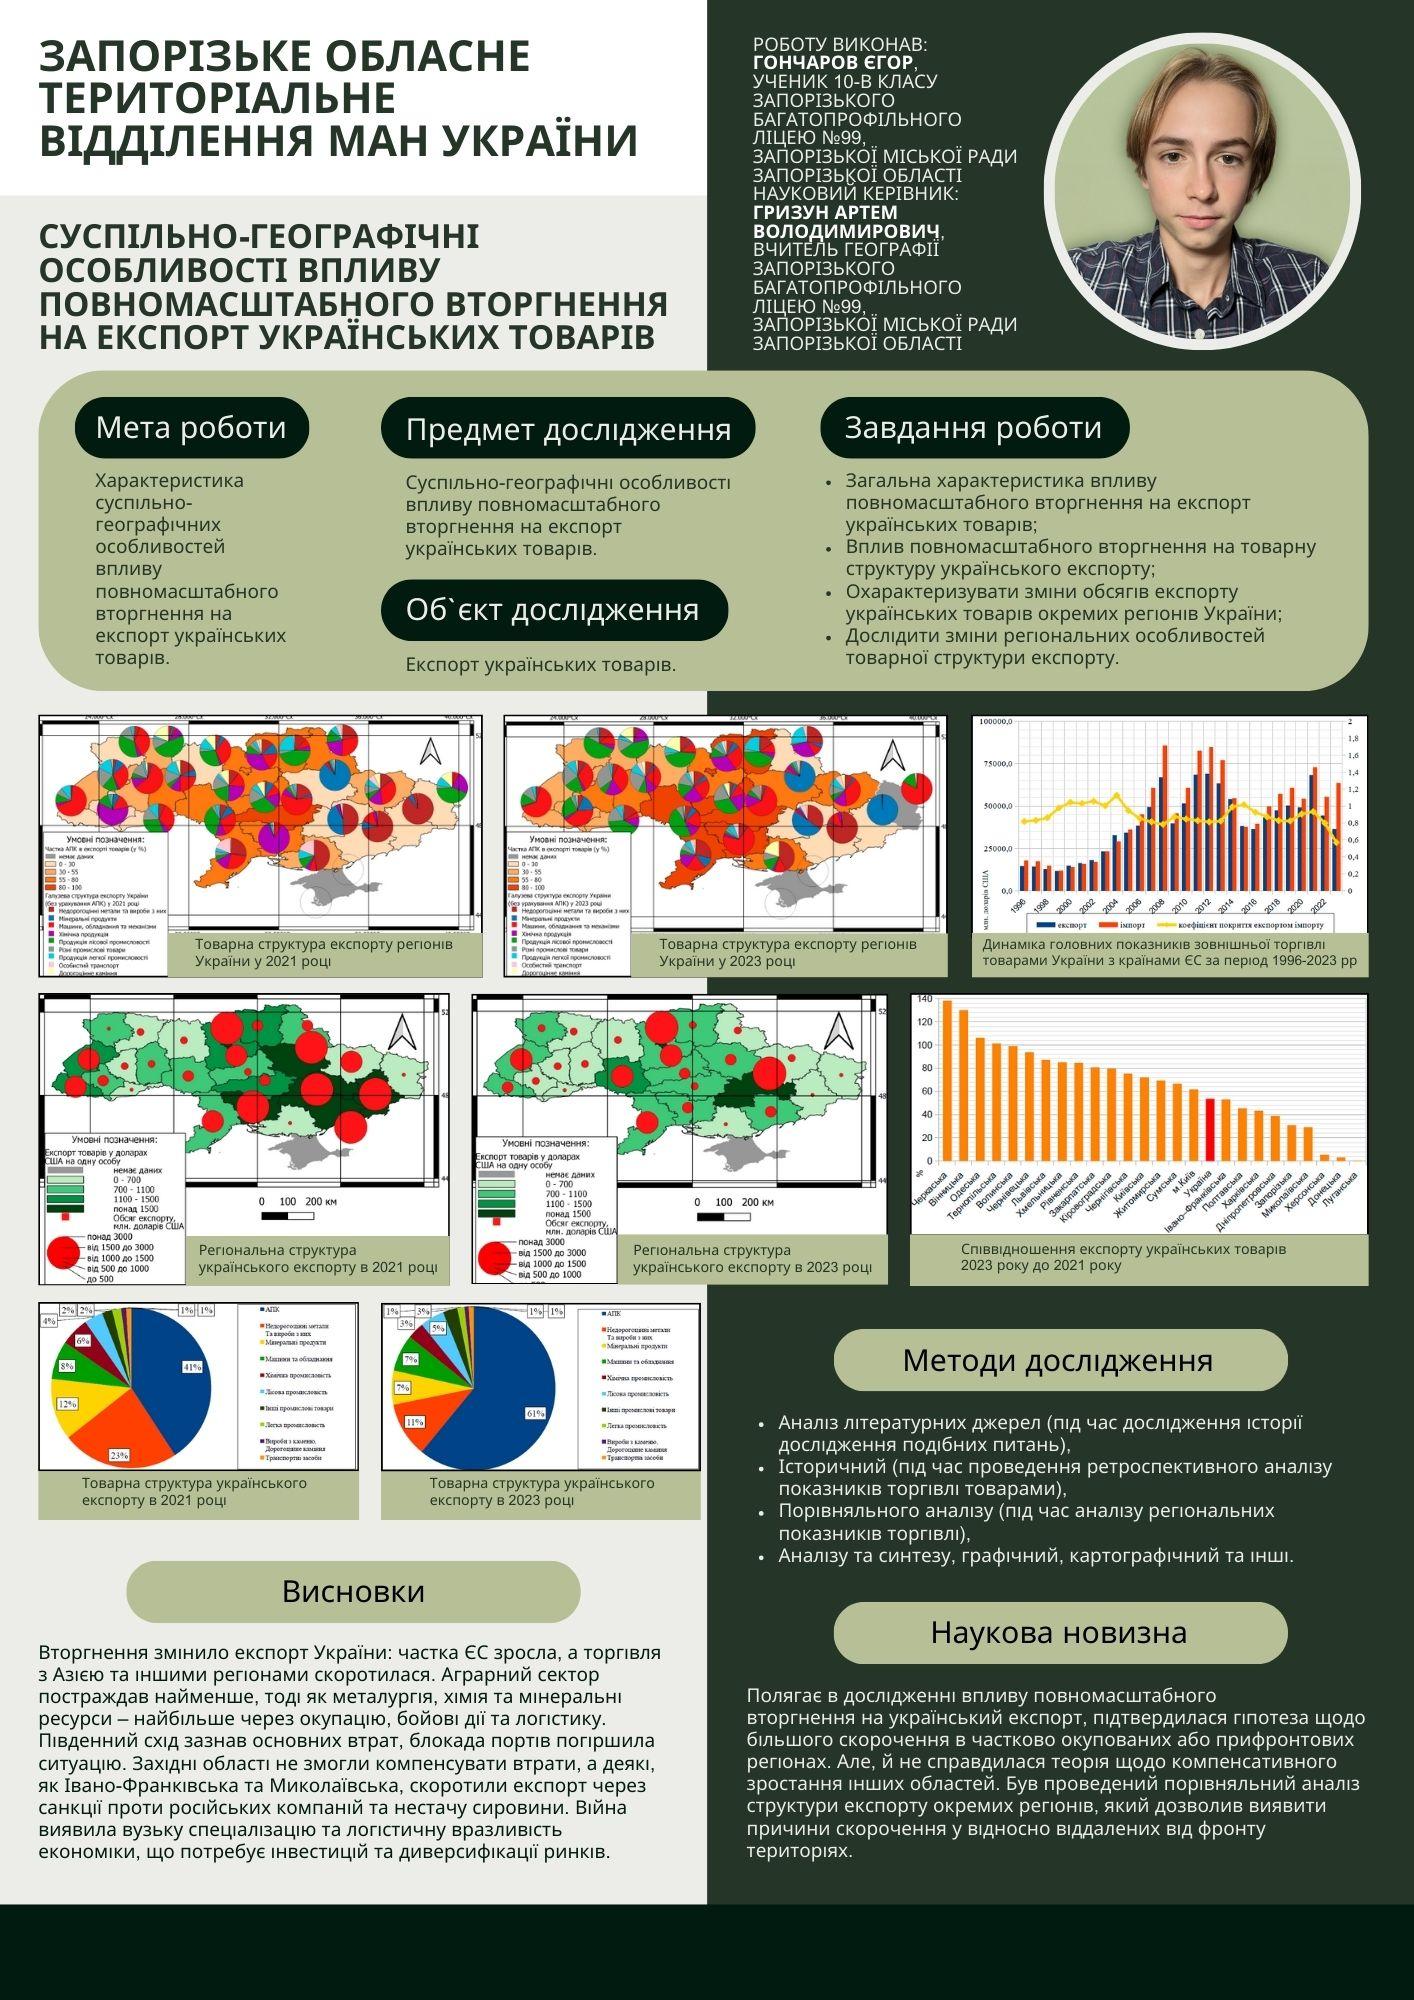 ЗАПОРІЗЬКЕ ОБЛАСНЕ
ТЕРИТОРІАЛЬНЕ
ВІДДІЛЕННЯ МАН УКРАЇНИ
СУСПІЛЬНО-ГЕОГРАФІЧНІ
ОСОБЛИВОСТІ ВПЛИВУ
ПОВНОМАСШТАБНОГО ВТОРГНЕННЯ
НА ЕКСПОРТ УКРАЇНСЬКИХ ТОВАРІВ
РОБОТУ ВИКОНАВ:
ГОНЧАРОВ ЄГОР,
УЧЕНИК 10-В КЛАСУ
ЗАПОРІЗЬКОГО
БАГАТОПРОФІЛЬНОГО
ЛІЦЕЮ №99,
ЗАПОРІЗЬКОЇ МІСЬКОЇ РАДИ
ЗАПОРІЗЬКОЇ ОБЛАСТІ
НАУКОВИЙ КЕРІВНИК:
ГРИЗУН АРТЕМ
ВОЛОДИМИРОВИЧ,
ВЧИТЕЛЬ ГЕОГРАФІЇ
ЗАПОРІЗЬКОГО
БАГАТОПРОФІЛЬНОГО
ЛІЦЕЮ №99,
ЗАПОРІЗЬКОЇ МІСЬКОЇ РАДИ
ЗАПОРІЗЬКОЇ ОБЛАСТІ
Мета роботи
Характеристика
суспільно-
географічних
особливостей
впливу
повномасштабного
вторгнення на
експорт українських
товарів.
Предмет дослідження
Суспільно-географічні особливості
впливу повномасштабного
вторгнення на експорт
українських товарів.
Об`єкт дослідження
Експорт українських товарів.
Завдання роботи
• Загальна характеристика впливу
повномасштабного вторгнення на експорт
українських товарів;
• Вплив повномасштабного вторгнення на товарну
структуру українського експорту;
• Охарактеризувати зміни обсягів експорту
українських товарів окремих регіонів України;
• Дослідити зміни регіональних особливостей
товарної структури експорту.
Умовні позначення:
Частка АПК в експорті товарів (у %)
немає даних
0 - 30
30 - 55
55 - 80
80 - 100
Галузева структура експорту України
(без урахування АПК) у 2021 році
Недорогоцінні метали та вироби з них
Мінеральні продукти
Машини, обладнання та механізми
Хімічна продукція
Продукція лісової промисловості
Різні промислові товари
Продукція легкої промисловості
Особистий транспорт
Дорогоцінне каміння
Товарна структура експорту регіонів
України у 2021 році
Умовні позначення:
Частка АПК в експорті товарів (у %)
немає даних
0 - 30
30 - 55
55 - 80
80 - 100
Галузева структура експорту України
(без урахування АПК) у 2023 році
Недорогоцінні метали та вироби з них
Мінеральні продукти
Машини, обладнання та механізми
Хімічна продукція
Продукція лісової промисловості
Різні промислові товари
Продукція легкої промисловості
Особистий транспорт
Дорогоцінне каміння
Товарна структура експорту регіонів
України у 2023 році
100000,0
75000,0
50000,0
25000,0
0,0
млн. доларів США
2
1,8
1,6
1,4
1,2
1
0,8
0,6
0,4
0,2
0
1996 1998 2000 2002 2004 2006 2008 2010 2012 2014 2016 2018 2020 2022
експорт імпорт коефіцієнт покриття експортом імпорту
Динаміка головних показників зовнішньої торгівлі
товарами України з країнами ЄС за період 1996-2023 рр
52
48
44
Умовні позначення:
Експорт товарів у доларах
США на одну особу
немає даних
0 - 700
700 - 1100
1100 - 1500
понад 1500
Обсяг експорту,
млн. доларів США
понад 3000
від 1500 до 3000
від 1000 до 1500
від 500 до 1000
до 500
0 100 200 км
Регіональна структура
українського експорту в 2021 році
52
48
44
Умовні позначення:
Експорт товарів у доларах
США на одну особу
немає даних
0 - 700
700 - 1100
1100 - 1500
понад 1500
Обсяг експорту,
млн. доларів США
понад 3000
від 1500 до 3000
від 1000 до 1500
від 500 до 1000
0 100 200 км
Регіональна структура
українського експорту в 2023 році
140
120
100
80
60
40
20
0
%
Черкаська Вінницька Одеська Тернопільська Волинська Чернівецька Львівська Хмельницька Рівненська Закарпатська Кіровоградська Чернігівська Київська Житомирська Сумська м.Київ Україна Івано-Франківська Полтавська Харківська Дніпропетровська Запорізька Миколаївська Херсонська Донецька Луганська
Співвідношення експорту українських товарів
2023 року до 2021 року
2% 2% 1% 1%
4%
6%
8%
12%
23%
41%
АПК
Недорогоцінні метали
Та вироби з них
Мінеральні продукти
Машини та обладнання
Хімічна промисловість
Лісова промисловість
Інші промислові товари
Легка промисловість
Вироби з каменю,
Дорогоцінне каміння
Транспортні засоби
Товарна структура українського
експорту в 2021 році
1% 3% 1% 1%
3%
5%
7%
7%
11%
61%
АПК
Недорогоцінні метали
Та вироби з них
Мінеральні продукти
Машини та обладнання
Хімічна промисловість
Лісова промисловість
Інші промислові товари
Легка промисловість
Вироби з каменю,
Дорогоцінне каміння
Транспортні засоби
Товарна структура українського
експорту в 2023 році
Методи дослідження
• Аналіз літературних джерел (під час дослідження історії
дослідження подібних питань),
• Історичний (під час проведення ретроспективного аналізу
показників торгівлі товарами),
• Порівняльного аналізу (під час аналізу регіональних
показників торгівлі),
• Аналізу та синтезу, графічний, картографічний та інші.
Висновки
Вторгнення змінило експорт України: частка ЄС зросла, а торгівля
з Азією та іншими регіонами скоротилася. Аграрний сектор
постраждав найменше, тоді як металургія, хімія та мінеральні
ресурси – найбільше через окупацію, бойові дії та логістику.
Південний схід зазнав основних втрат, блокада портів погіршила
ситуацію. Західні області не змогли компенсувати втрати, а деякі,
як Івано-Франківська та Миколаївська, скоротили експорт через
санкції проти російських компаній та нестачу сировини. Війна
виявила вузьку спеціалізацію та логістичну вразливість
економіки, що потребує інвестицій та диверсифікації ринків.
Наукова новизна
Полягає в дослідженні впливу повномасштабного
вторгнення на український експорт, підтвердилася гіпотеза щодо
більшого скорочення в частково окупованих або прифронтових
регіонах. Але, й не справдилася теорія щодо компенсативного
зростання інших областей. Був проведений порівняльний аналіз
структури експорту окремих регіонів, який дозволив виявити
причини скорочення у відносно віддалених від фронту
територіях.